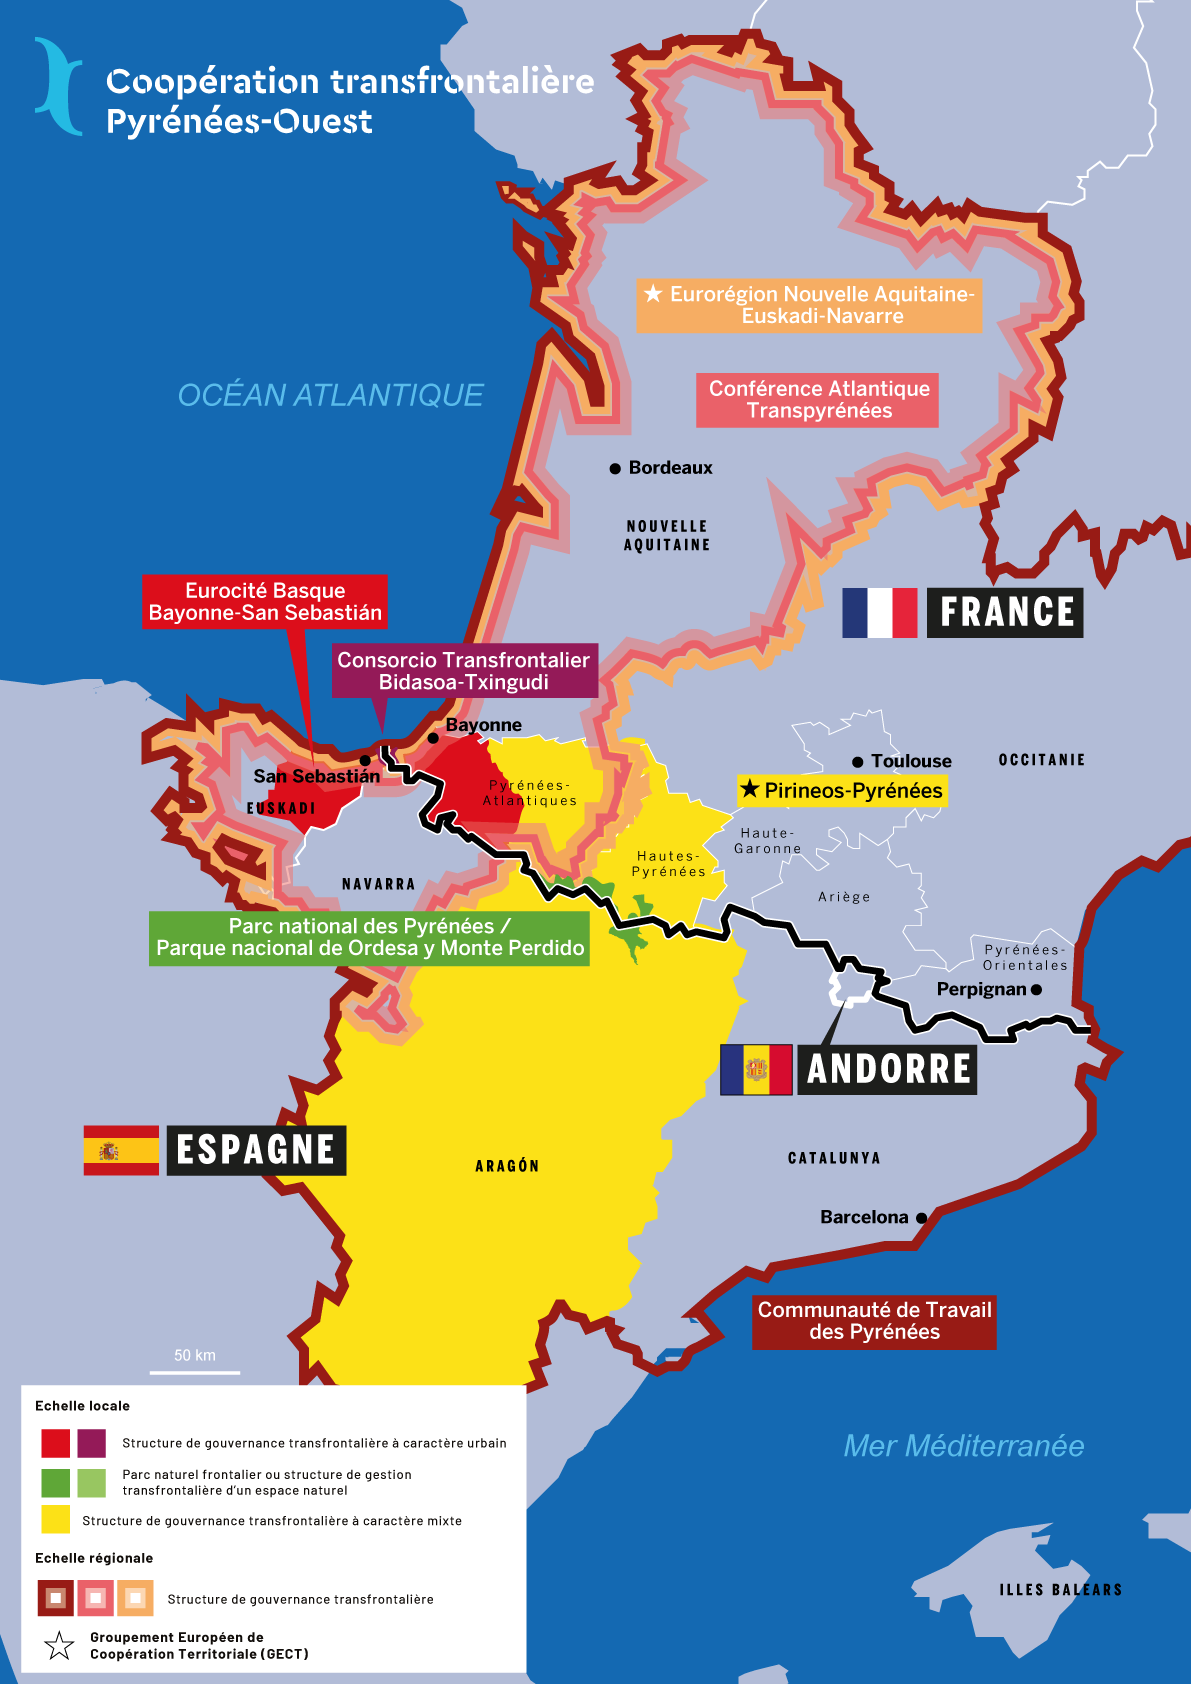 Coopération transfrontalière
Pyrénées-Ouest
★ Eurorégion Nouvelle Aquitaine-
Euskadi-Navarre
OCÉAN ATLANTIQUE
Conférence Atlantique
Transpyrénées
Bordeaux
NOUVELLE
AQUITAINE
Eurocité Basque
Bayonne-San Sebastián
FRANCE
Consorcio Transfrontalier
Bidasoa-Txingudi
Bayonne
San Sebastián
EUSKADI
Pyrénées-
Atlantiques
Toulouse
OCCITANIE
★ Pirineos-Pyrénées
Haute-
Garonne
Hautes-
Pyrénées
NAVARRA
Ariège
Parc national des Pyrénées /
Parque nacional de Ordesa y Monte Perdido
Pyrénées-
Orientales
Perpignan
ANDORRE
ESPAGNE
ARAGÓN
CATALUNYA
Barcelona
Communauté de Travail
des Pyrénées
50 km
Mer Méditerranée
ILLES BALEARS
Echelle locale
Structure de gouvernance transfrontalière à caractère urbain
Parc naturel frontalier ou structure de gestion
transfrontalière d'un espace naturel
Structure de gouvernance transfrontalière à caractère mixte
Echelle régionale
Structure de gouvernance transfrontalière
Groupement Européen de
Coopération Territoriale (GECT)